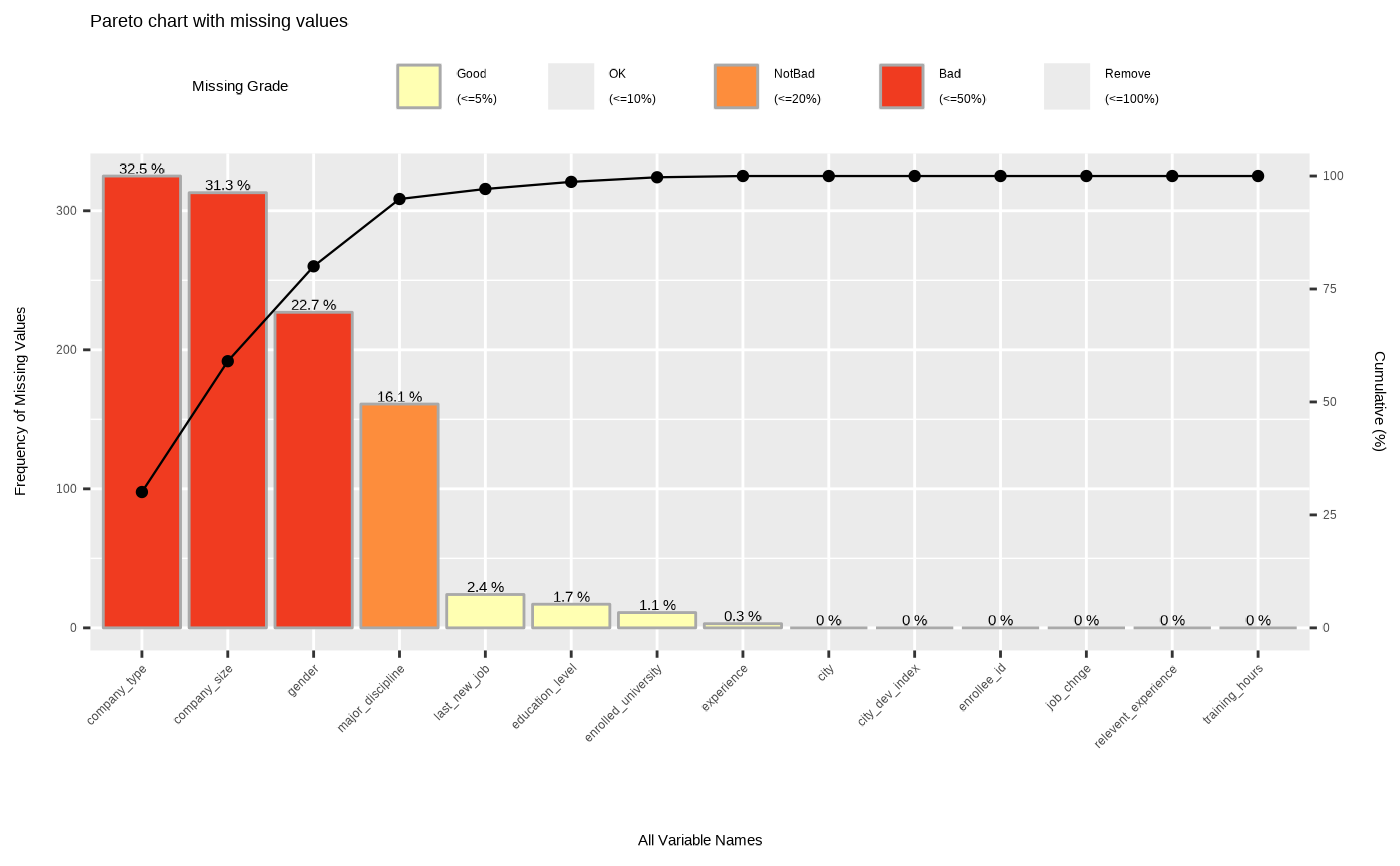 Pareto chart with missing values
Missing Grade
Good
(<=5%)
OK
(<=10%)
NotBad
(<=20%)
Bad
(<=50%)
Remove
(<=100%)
32.5 %
31.3 %
22.7 %
16.1 %
2.4 %
1.7 %
1.1 %
0.3 %
0 %
0 %
0 %
0 %
0 %
0 %
300
200
100
0
100
75
50
25
0
Frequency of Missing Values
Cumulative (%)
company_type
company_size
gender
major_discipline
last_new_job
education_level
enrolled_university
experience
city
city_dev_index
enrollee_id
job_chnge
relevent_experience
training_hours
All Variable Names